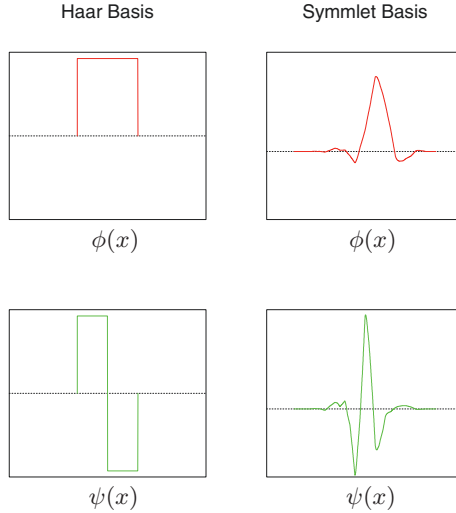 Haar Basis Symmlet Basis
ϕ(x) ϕ(x)
ψ(x) ψ(x)